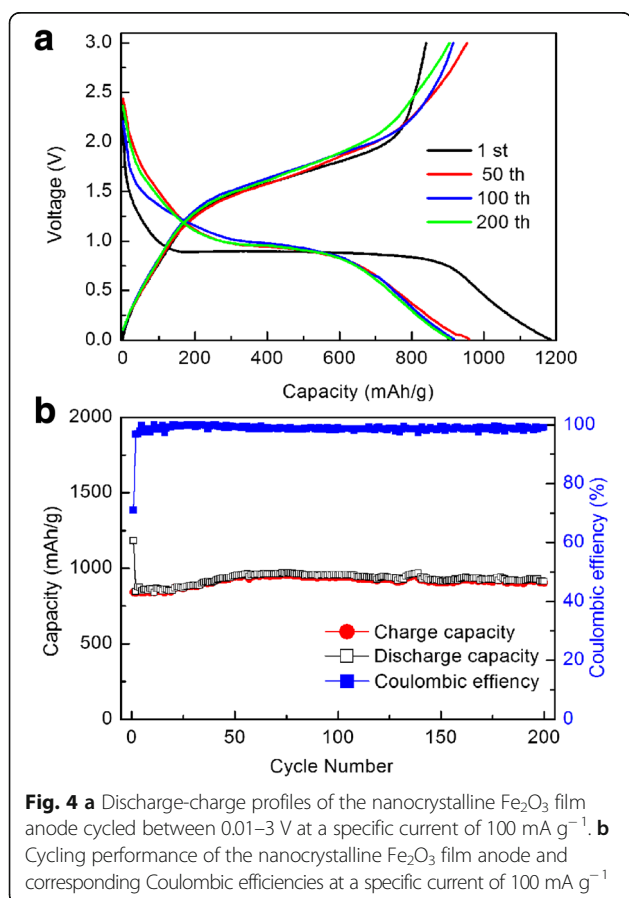 a
3.0
2.5
2.0
1.5
1.0
0.5
0.0
Voltage (V)
1 st
50 th
100 th
200 th
0 200 400 600 800 1000 1200
Capacity (mAh/g)
b
2000
1500
1000
500
0
Capacity (mAh/g)
100
80
60
40
20
0
Coulombic effiency (%)
Charge capacity
Discharge capacity
Coulombic effiency
0 50 100 150 200
Cycle Number
Fig. 4 a Discharge-charge profiles of the nanocrystalline Fe₂O₃ film
anode cycled between 0.01–3 V at a specific current of 100 mA g⁻¹. b
Cycling performance of the nanocrystalline Fe₂O₃ film anode and
corresponding Coulombic efficiencies at a specific current of 100 mA g⁻¹